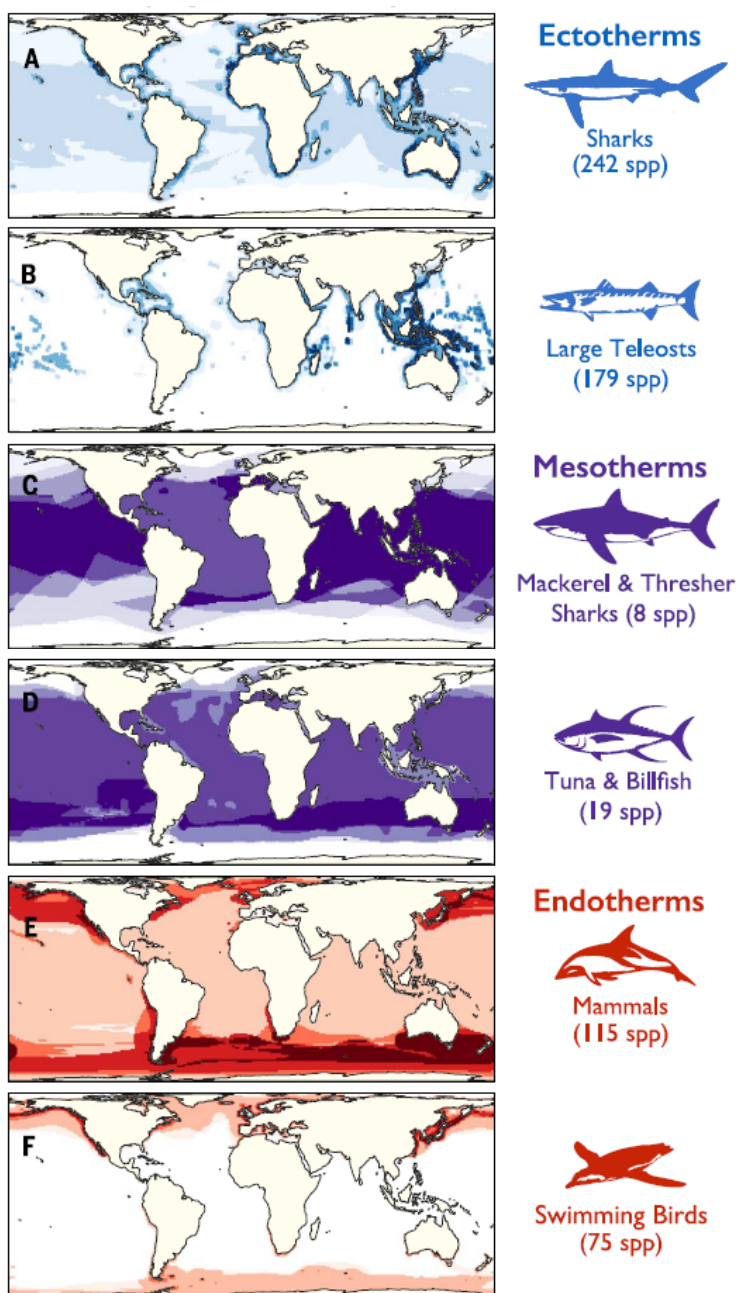 A
Ectotherms
Sharks
(242 spp)
B
Large Teleosts
(179 spp)
C
Mesotherms
Mackerel & Thresher
Sharks (8 spp)
D
Tuna & Billfish
(19 spp)
E
Endotherms
Mammals
(115 spp)
F
Swimming Birds
(75 spp)